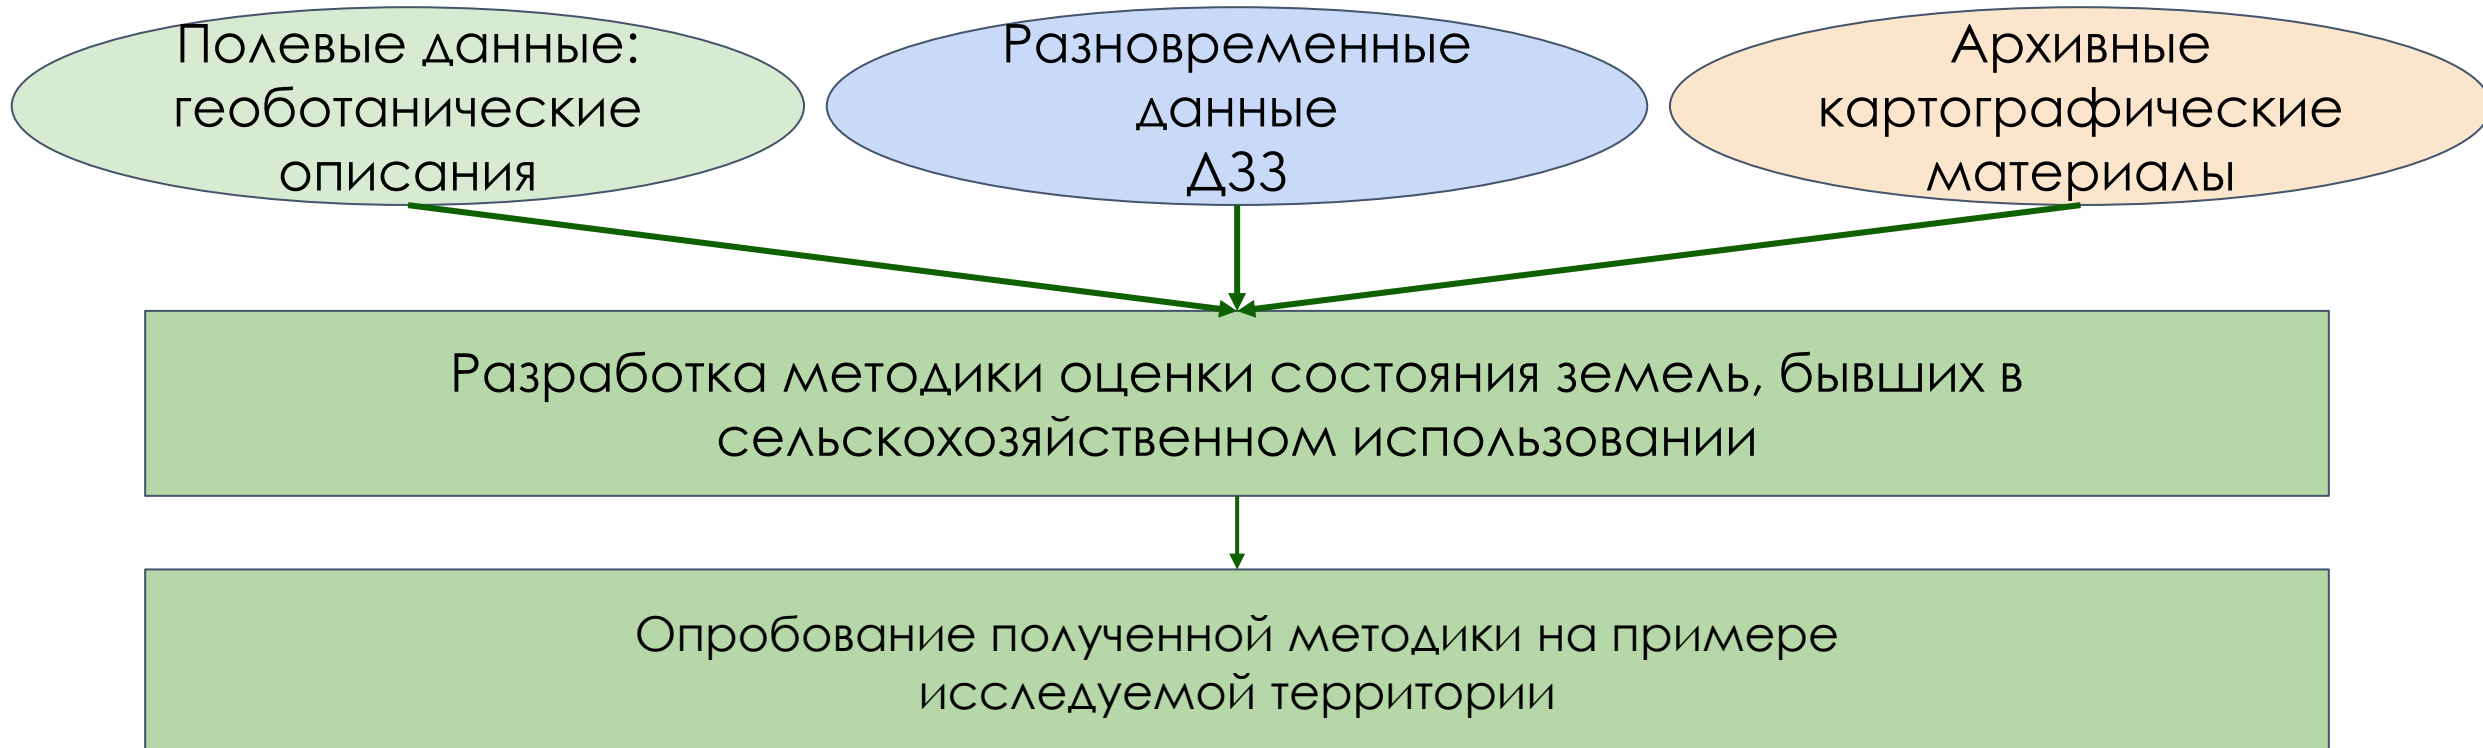 Полевые данные:
геоботанические
описания
Разновременные
данные
ДЗЗ
Архивные
картографические
материалы
Разработка методики оценки состояния земель, бывших в
сельскохозяйственном использовании
Опробование полученной методики на примере
исследуемой территории